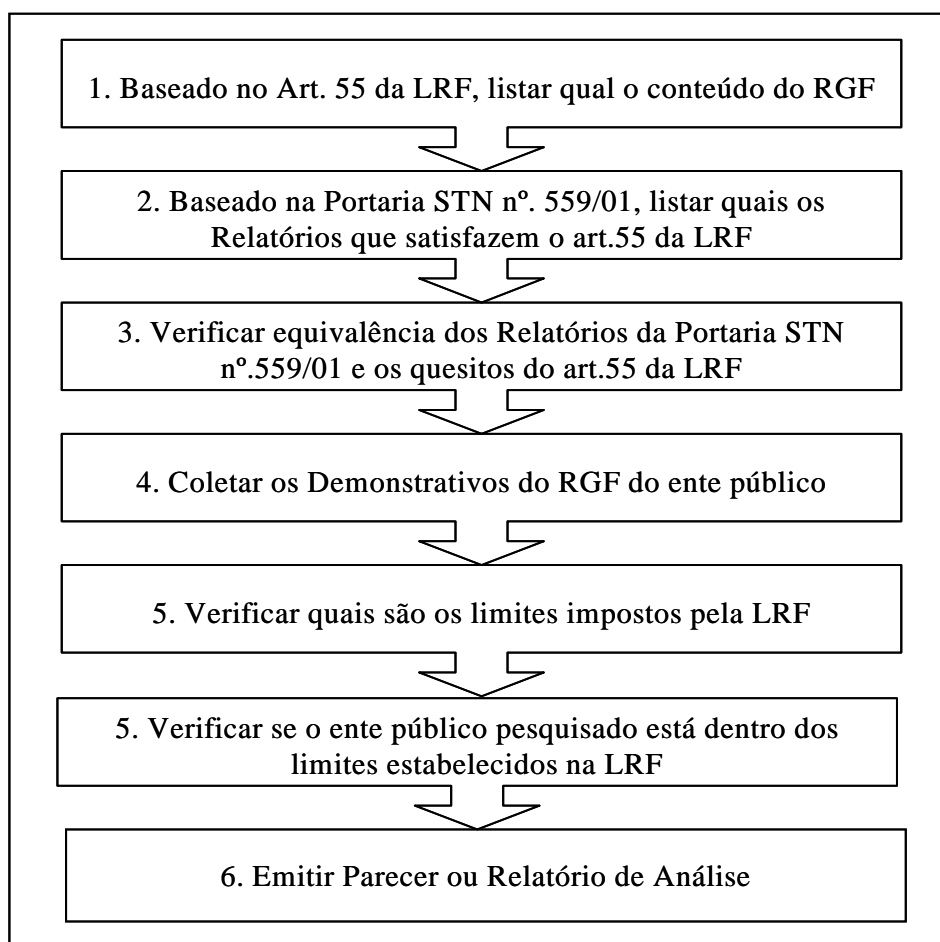 1. Baseado no Art. 55 da LRF, listar qual o conteúdo do RGF
2. Baseado na Portaria STN nº. 559/01, listar quais os
Relatórios que satisfazem o art.55 da LRF
3. Verificar equivalência dos Relatórios da Portaria STN
nº.559/01 e os quesitos do art.55 da LRF
4. Coletar os Demonstrativos do RGF do ente público
5. Verificar quais são os limites impostos pela LRF
5. Verificar se o ente público pesquisado está dentro dos
limites estabelecidos na LRF
6. Emitir Parecer ou Relatório de Análise